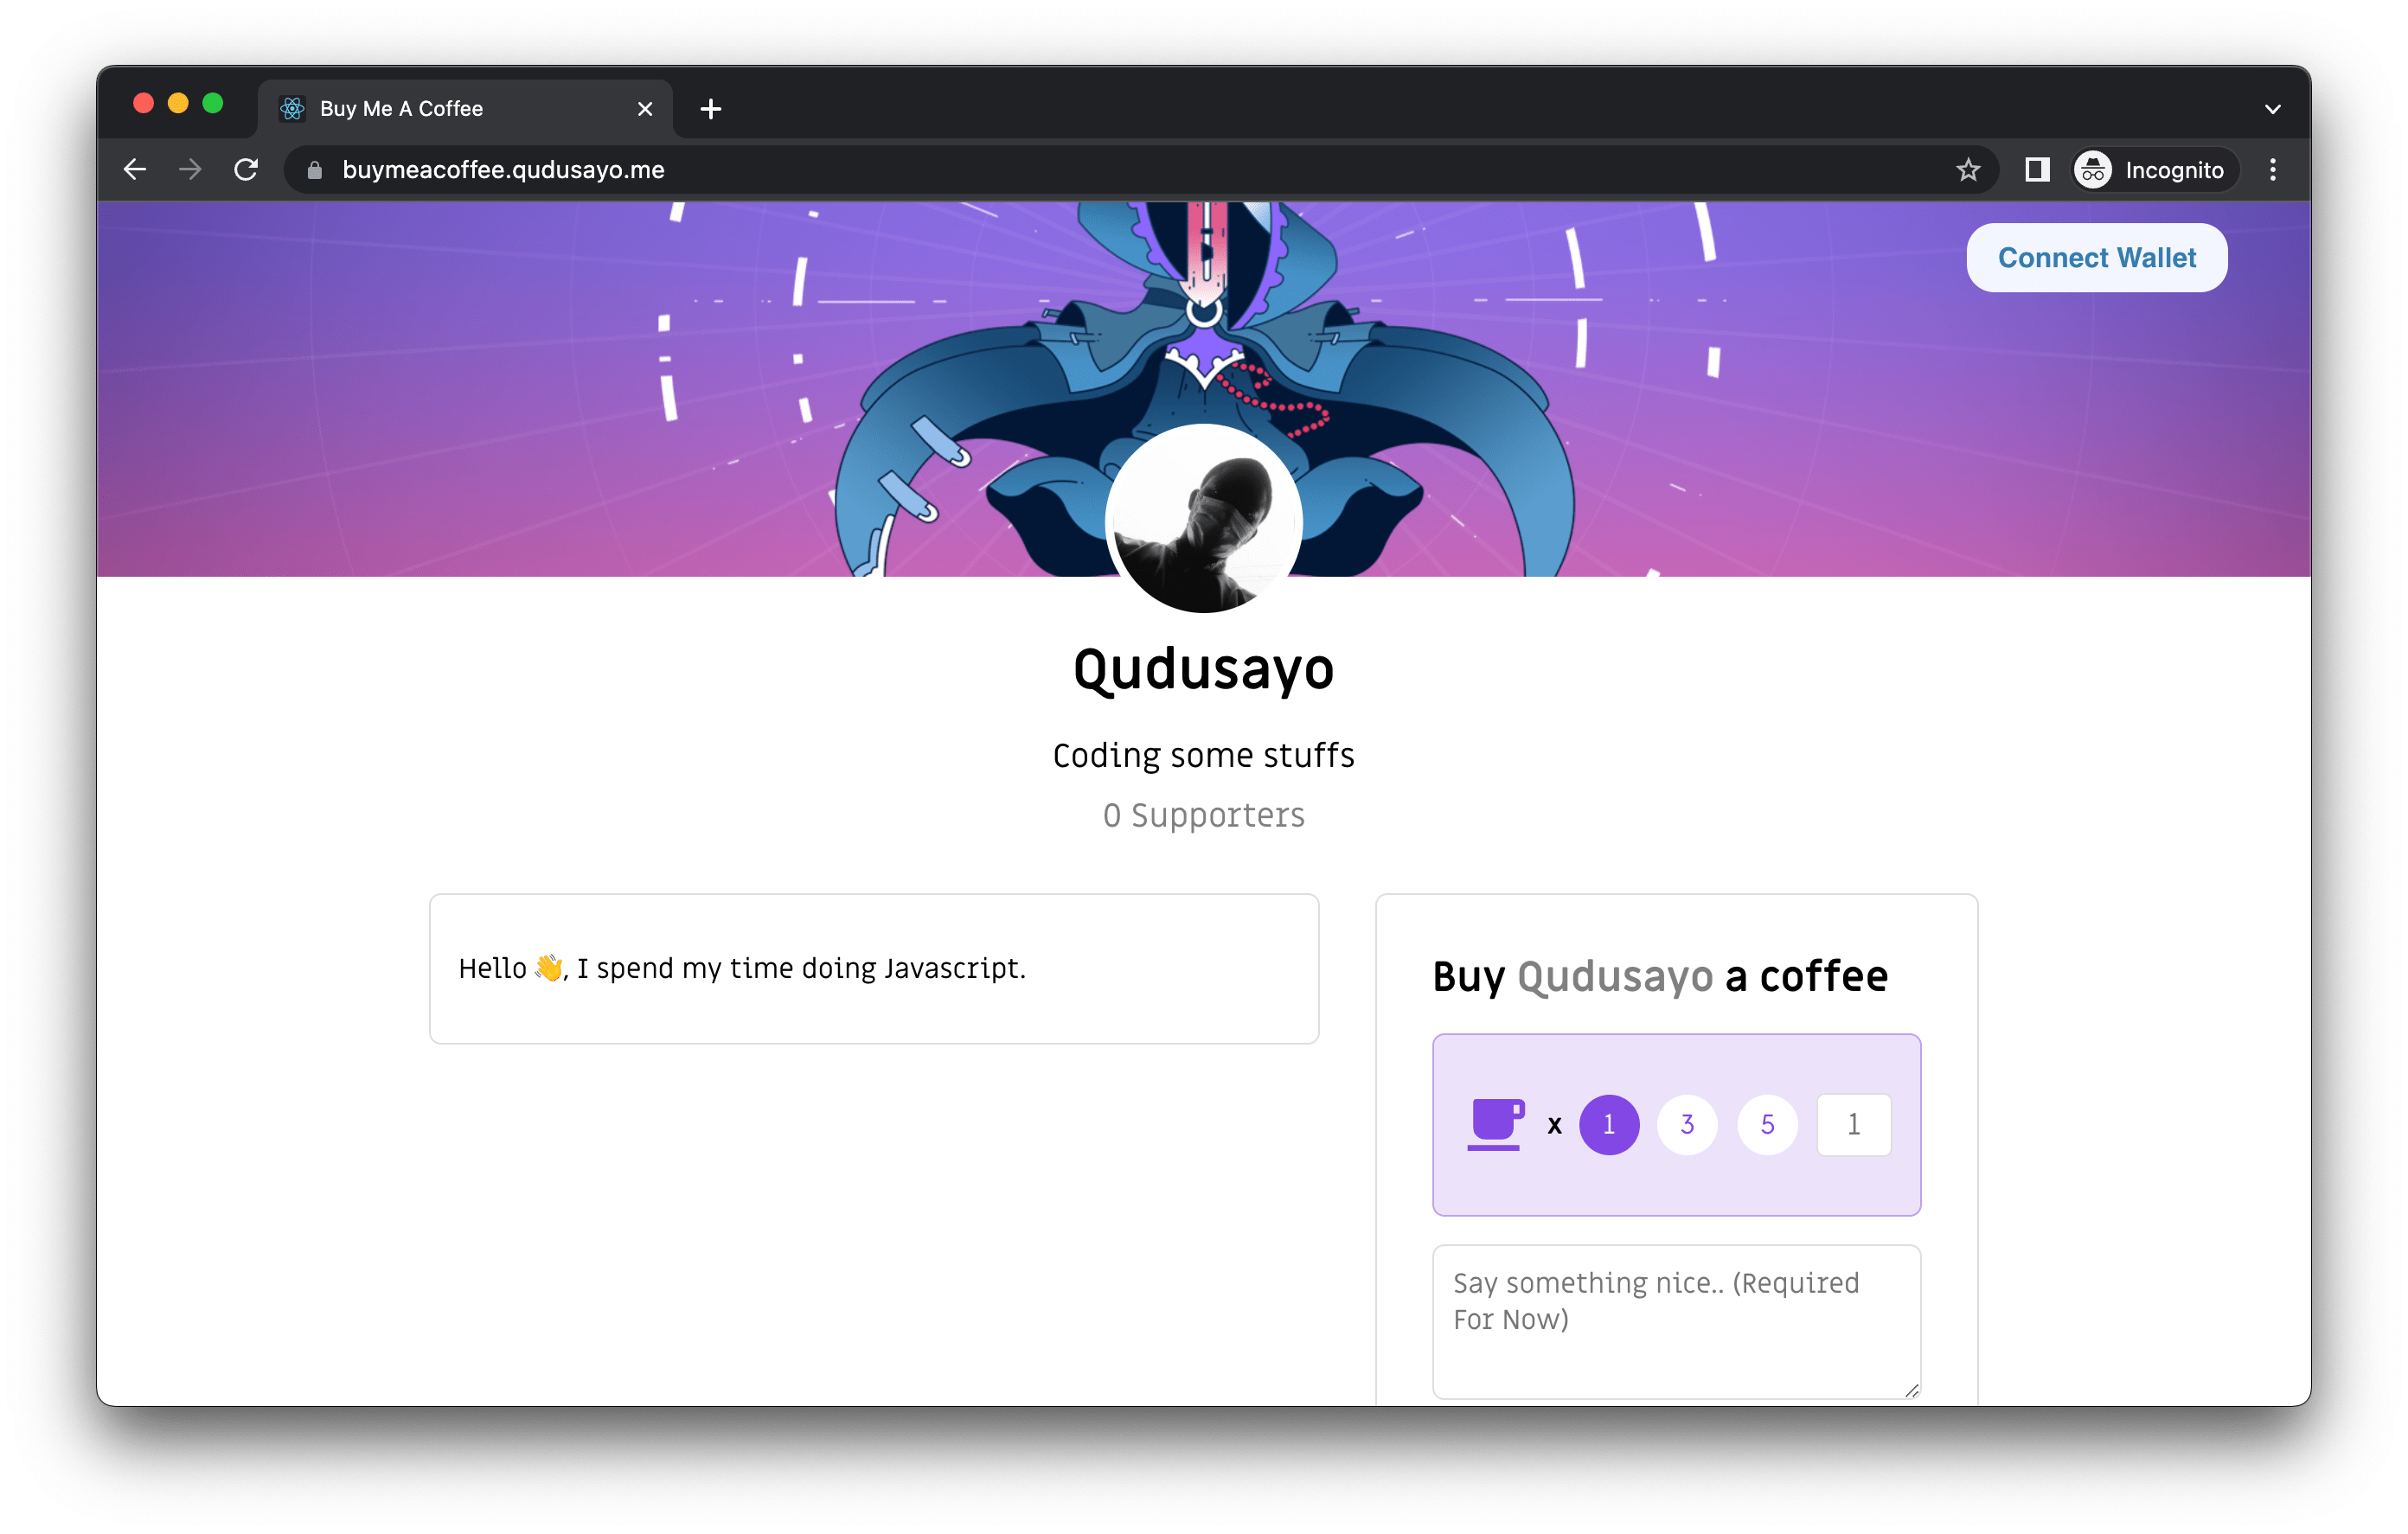 Buy Me A Coffee
buymeacoffee.qudusayo.me
Incognito
Connect Wallet
Qudusayo
Coding some stuffs
0 Supporters
Hello 👋, I spend my time doing Javascript.
Buy Qudusayo a coffee
x 1 3 5 1
Say something nice.. (Required
For Now)